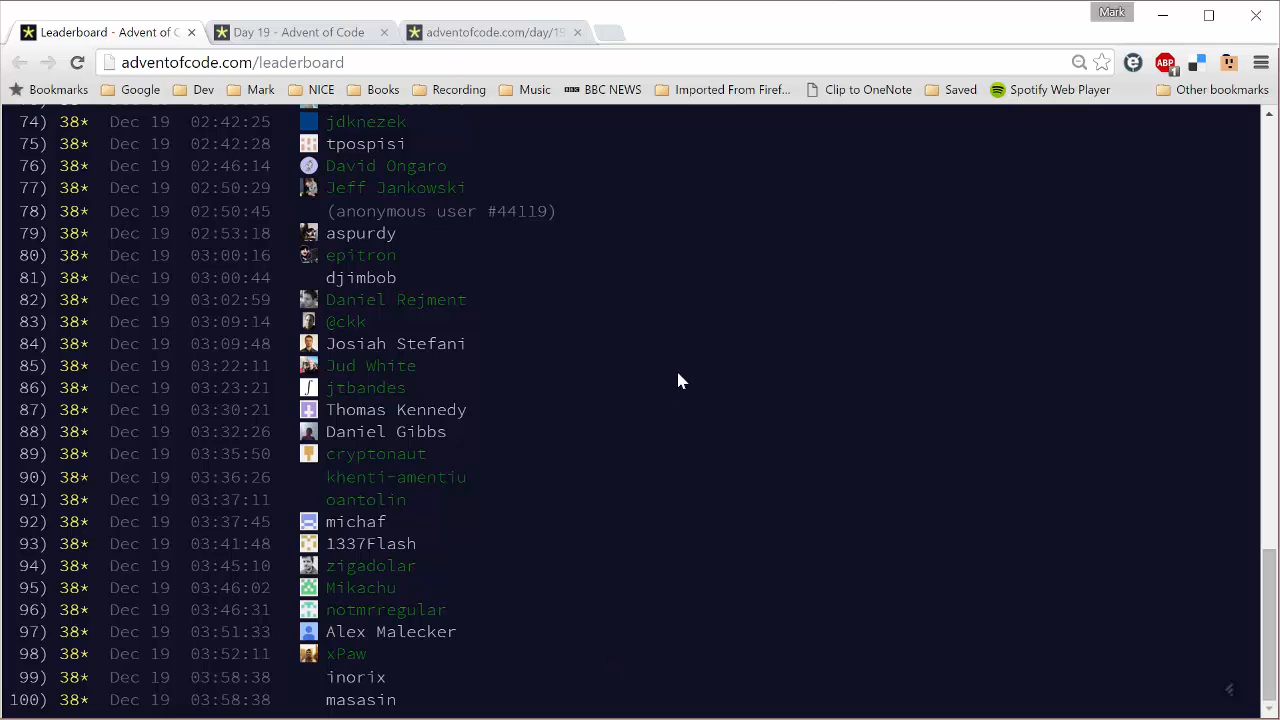 Mark
Leaderboard - Advent of C
Day 19 - Advent of Code
adventofcode.com/day/19
adventofcode.com/leaderboard
ABP
1
Bookmarks
Google
Dev
Mark
NICE
Books
Recording
Music
BBC NEWS
Imported From Firef...
Clip to OneNote
Saved
Spotify Web Player
Other bookmarks
74) 38* Dec 19 02:42:25 jdknezek
75) 38* Dec 19 02:42:28 tpospisi
76) 38* Dec 19 02:46:14 David Ongaro
77) 38* Dec 19 02:50:29 Jeff Jankowski
78) 38* Dec 19 02:50:45 (anonymous user #44119)
79) 38* Dec 19 02:53:18 aspurdy
80) 38* Dec 19 03:00:16 epitron
81) 38* Dec 19 03:00:44 djimbob
82) 38* Dec 19 03:02:59 Daniel Rejment
83) 38* Dec 19 03:09:14 @ckk
84) 38* Dec 19 03:09:48 Josiah Stefani
85) 38* Dec 19 03:22:11 Jud White
86) 38* Dec 19 03:23:21 jtbandes
87) 38* Dec 19 03:30:21 Thomas Kennedy
88) 38* Dec 19 03:32:26 Daniel Gibbs
89) 38* Dec 19 03:35:50 cryptonaut
90) 38* Dec 19 03:36:26 khenti-amentiu
91) 38* Dec 19 03:37:11 oantolin
92) 38* Dec 19 03:37:45 michaf
93) 38* Dec 19 03:41:48 1337Flash
94) 38* Dec 19 03:45:10 zigadolar
95) 38* Dec 19 03:46:02 Mikachu
96) 38* Dec 19 03:46:31 notmrregular
97) 38* Dec 19 03:51:33 Alex Malecker
98) 38* Dec 19 03:52:11 xPaw
99) 38* Dec 19 03:58:38 inorix
100) 38* Dec 19 03:58:38 masasin